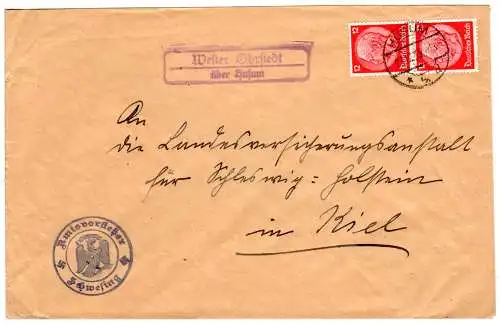 Wester Ohrstedt
über Husum
12 Deutsches Reich
12 Deutsches Reich
An
die Landesversicherungsanstalt
für Schleswig=Holstein
in Kiel
Amtsvorsteher
Schwesing